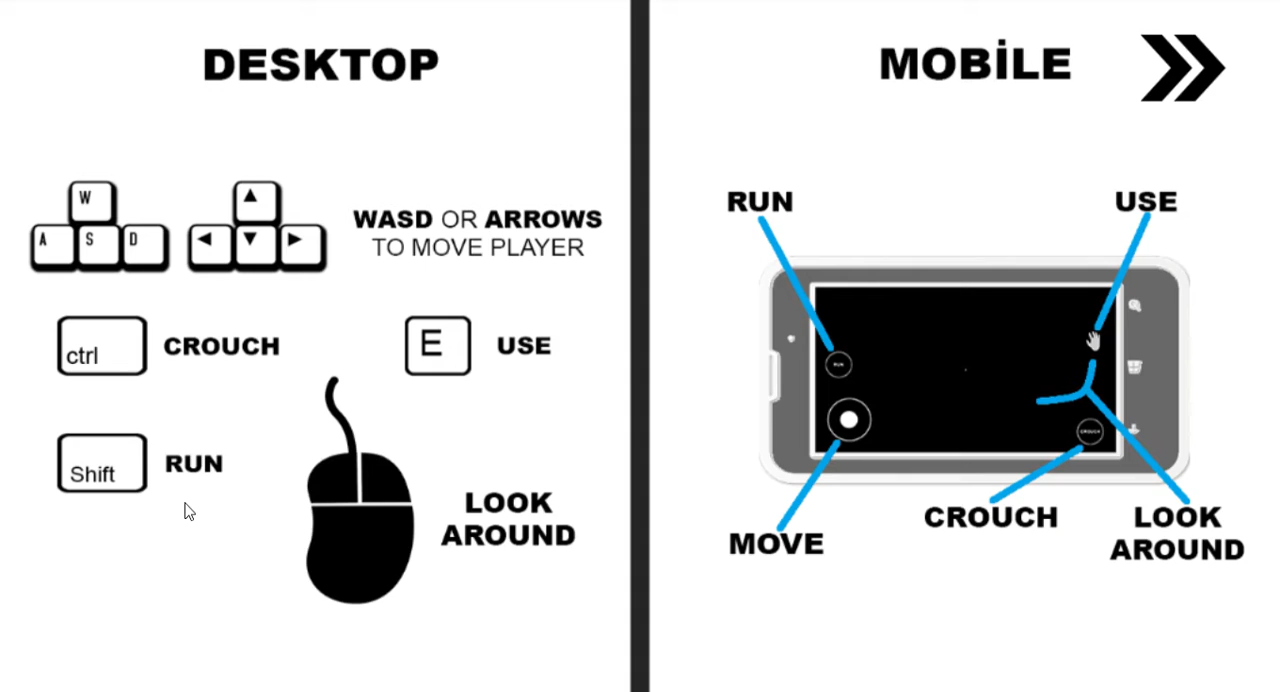 DESKTOP
W
A S D
WASD OR ARROWS
TO MOVE PLAYER
ctrl
CROUCH
E
USE
Shift
RUN
LOOK
AROUND
MOBİLE
RUN
USE
RUN
CROUCH
MOVE
CROUCH
LOOK
AROUND